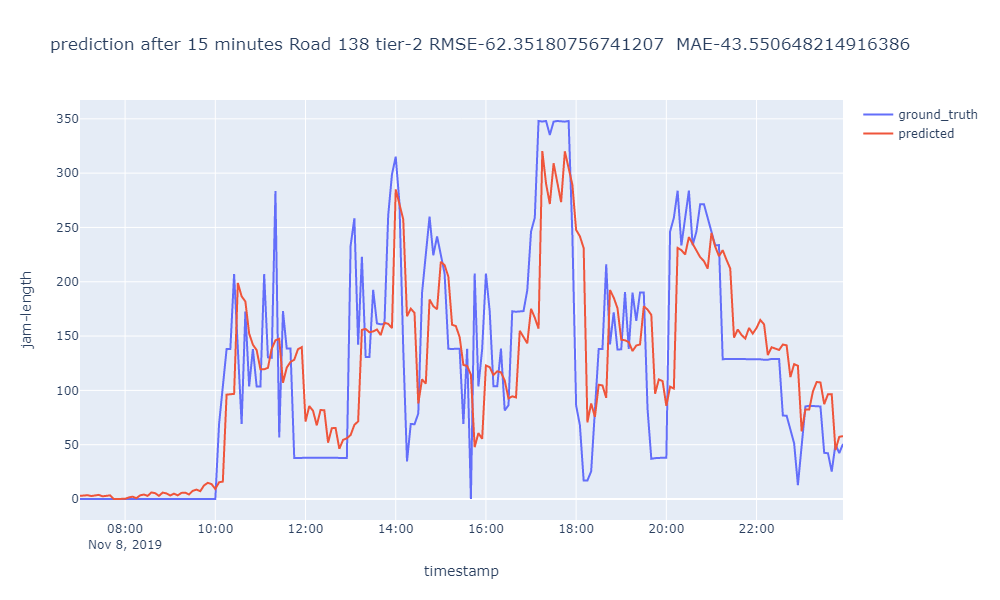 prediction after 15 minutes Road 138 tier-2 RMSE-62.35180756741207  MAE-43.550648214916386
ground_truth
predicted
350
300
250
200
150
100
50
0
jam-length
08:00 10:00 12:00 14:00 16:00 18:00 20:00 22:00
Nov 8, 2019
timestamp